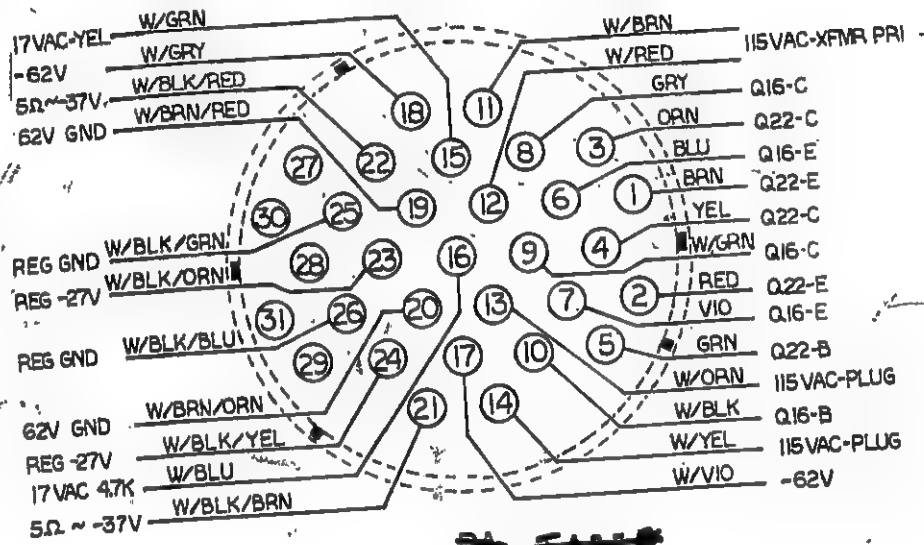 17VAC-YEL W/GRN
-62V W/GRY
5Ω~-37V W/BLK/RED
62V GND W/BRN/RED
W/BRN
W/RED 115VAC-XFMR PRI
GRY Q16-C
ORN Q22-C
BLU Q16-E
BRN Q22-E
YEL Q22-C
W/GRN Q16-C
RED Q22-E
VIO Q16-E
GRN Q22-B
W/ORN 115VAC-PLUG
W/BLK Q16-B
W/YEL 115VAC-PLUG
W/VIO -62V
REG GND W/BLK/GRN
REG -27V W/BLK/ORN
REG GND W/BLK/BLU
62V GND W/BRN/ORN
REG -27V W/BLK/YEL
17VAC 4.7K W/BLU
5Ω ~ -37V W/BLK/BRN
18 11
27 22 15 8 3
30 25 19 12 6 1
28 23 16 9 4
31 26 20 13 7 2
29 24 17 10 5
21 14